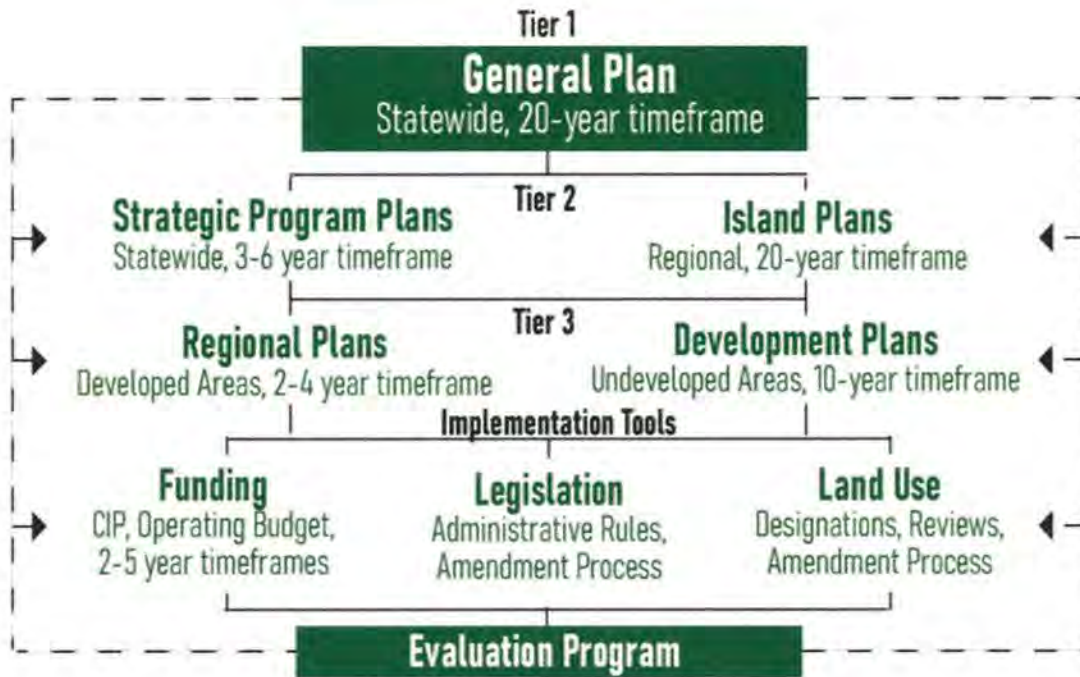 Tier 1
General Plan
Statewide, 20-year timeframe
Tier 2
Strategic Program Plans
Statewide, 3-6 year timeframe
Island Plans
Regional, 20-year timeframe
Tier 3
Regional Plans
Developed Areas, 2-4 year timeframe
Development Plans
Undeveloped Areas, 10-year timeframe
Implementation Tools
Funding
CIP, Operating Budget,
2-5 year timeframes
Legislation
Administrative Rules,
Amendment Process
Land Use
Designations, Reviews,
Amendment Process
Evaluation Program